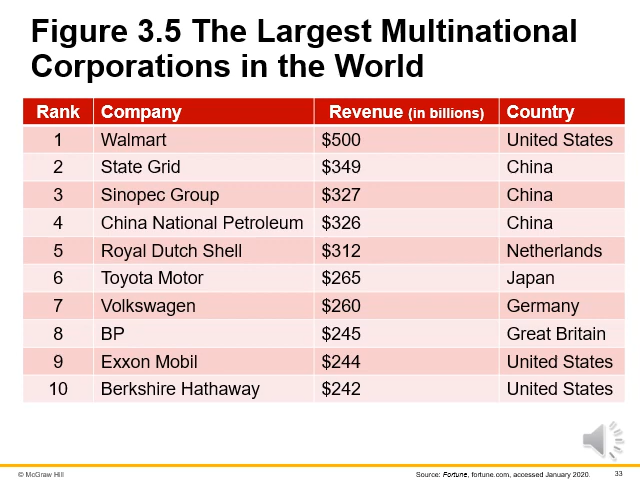 Figure 3.5 The Largest Multinational
Corporations in the World
Rank Company Revenue (in billions) Country
1 Walmart $500 United States
2 State Grid $349 China
3 Sinopec Group $327 China
4 China National Petroleum $326 China
5 Royal Dutch Shell $312 Netherlands
6 Toyota Motor $265 Japan
7 Volkswagen $260 Germany
8 BP $245 Great Britain
9 Exxon Mobil $244 United States
10 Berkshire Hathaway $242 United States
© McGraw Hill Source: Fortune, fortune.com, accessed January 2020. 33